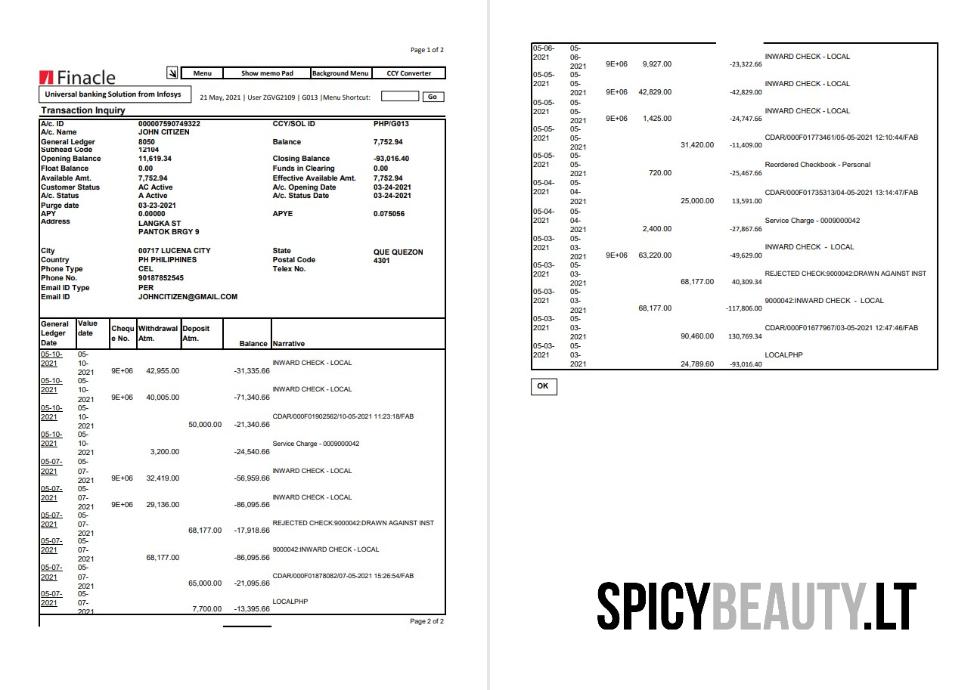 Page 1 of 2
Finacle
Menu Show memo Pad Background Menu CCY Converter
Universal banking Solution from Infosys
21 May, 2021 | User ZGVG2109 | G013 |Menu Shortcut: Go
Transaction Inquiry
A/c. ID 000007590749322 CCY/SOL ID PHP/G013
A/c. Name JOHN CITIZEN
General Ledger 8050 Balance 7,752.94
Subhead Code 12104
Opening Balance 11,619.34 Closing Balance -93,016.40
Float Balance 0.00 Funds in Clearing 0.00
Available Amt. 7,752.94 Effective Available Amt. 7,752.94
Customer Status AC Active A/c. Opening Date 03-24-2021
A/c. Status A Active A/c. Status Date 03-24-2021
Purge date 03-23-2021
APY 0.00000 APYE 0.075056
Address LANGKA ST
PANTOK BRGY 9
City 00717 LUCENA CITY State QUE QUEZON
Country PH PHILIPHINES Postal Code 4301
Phone Type CEL Telex No.
Phone No. 90187852545
Email ID Type PER
Email ID JOHNCITIZEN@GMAIL.COM
General Ledger Date Value date Chequ e No. Withdrawal Atm. Deposit Atm. Balance Narrative
05-10-2021 05-10-2021 9E+06 42,955.00 -31,335.66 INWARD CHECK - LOCAL
05-10-2021 05-10-2021 9E+06 40,005.00 -71,340.66 INWARD CHECK - LOCAL
05-10-2021 05-10-2021 50,000.00 -21,340.66 CDAR/000F01902562/10-05-2021 11:23:18/FAB
05-10-2021 05-10-2021 3,200.00 -24,540.66 Service Charge - 0009000042
05-07-2021 05-07-2021 9E+06 32,419.00 -56,959.66 INWARD CHECK - LOCAL
05-07-2021 05-07-2021 9E+06 29,136.00 -86,095.66 INWARD CHECK - LOCAL
05-07-2021 05-07-2021 68,177.00 -17,918.66 REJECTED CHECK:9000042:DRAWN AGAINST INST
05-07-2021 05-07-2021 68,177.00 -86,095.66 9000042:INWARD CHECK - LOCAL
05-07-2021 05-07-2021 65,000.00 -21,095.66 CDAR/000F01878082/07-05-2021 15:26:54/FAB
05-07-2021 05-07-2021 7,700.00 -13,395.66 LOCALPHP
Page 2 of 2
05-06-2021 05-06-2021 9E+06 9,927.00 -23,322.66 INWARD CHECK - LOCAL
05-05-2021 05-05-2021 9E+06 42,829.00 -42,829.00 INWARD CHECK - LOCAL
05-05-2021 05-05-2021 9E+06 1,425.00 -24,747.66 INWARD CHECK - LOCAL
05-05-2021 05-05-2021 31,420.00 -11,409.00 CDAR/000F01773461/05-05-2021 12:10:44/FAB
05-05-2021 05-05-2021 720.00 -25,467.66 Reordered Checkbook - Personal
05-04-2021 05-04-2021 25,000.00 13,591.00 CDAR/000F01735313/04-05-2021 13:14:47/FAB
05-04-2021 05-04-2021 2,400.00 -27,867.66 Service Charge - 0009000042
05-03-2021 05-03-2021 9E+06 63,220.00 -49,629.00 INWARD CHECK - LOCAL
05-03-2021 05-03-2021 68,177.00 40,309.34 REJECTED CHECK:9000042:DRAWN AGAINST INST
05-03-2021 05-03-2021 68,177.00 -117,806.00 9000042:INWARD CHECK - LOCAL
05-03-2021 05-03-2021 90,460.00 130,769.34 CDAR/000F01677967/03-05-2021 12:47:46/FAB
05-03-2021 05-03-2021 24,789.60 -93,016.40 LOCALPHP
OK
SPICYBEAUTY.LT